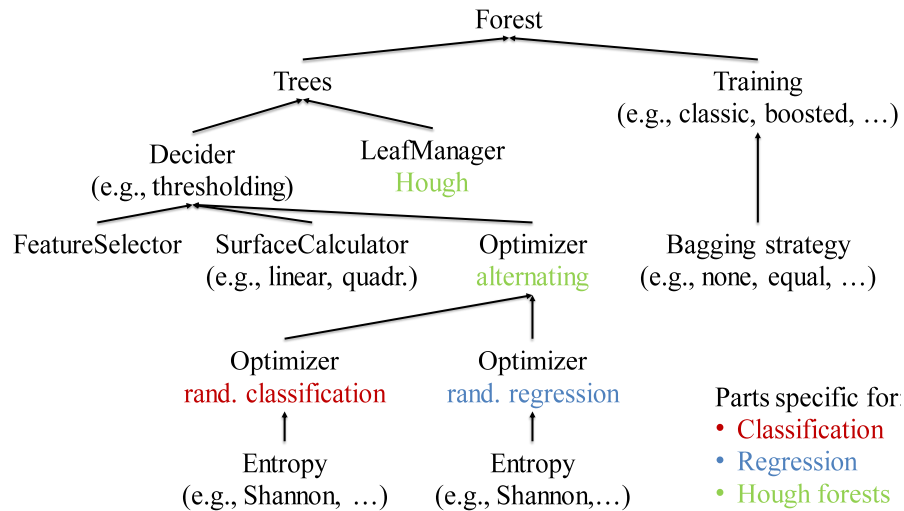 Forest
Trees
Training
(e.g., classic, boosted, …)
Decider
(e.g., thresholding)
LeafManager
Hough
FeatureSelector
SurfaceCalculator
(e.g., linear, quadr.)
Optimizer
alternating
Bagging strategy
(e.g., none, equal, …)
Optimizer
rand. classification
Optimizer
rand. regression
Entropy
(e.g., Shannon, …)
Entropy
(e.g., Shannon,…)
Parts specific for:
• Classification
• Regression
• Hough forests